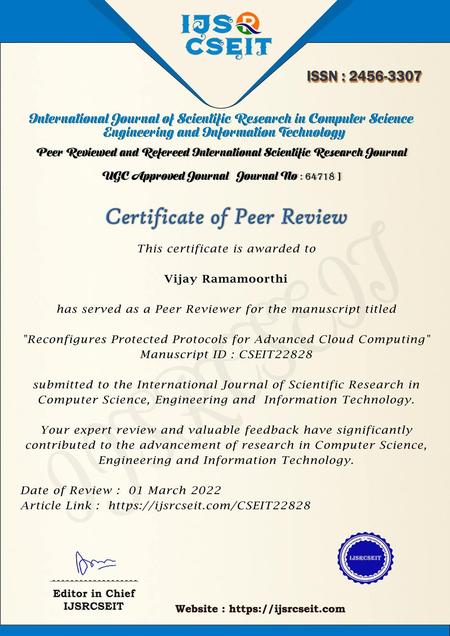 IJSR
CSEIT
ISSN : 2456-3307
International Journal of Scientific Research in Computer Science
Engineering and Information Technology
Peer Reviewed and Refereed International Scientific Research Journal
UGC Approved Journal Journal No : 64718 ]
Certificate of Peer Review
This certificate is awarded to
Vijay Ramamoorthi
has served as a Peer Reviewer for the manuscript titled
"Reconfigures Protected Protocols for Advanced Cloud Computing"
Manuscript ID : CSEIT22828
submitted to the International Journal of Scientific Research in
Computer Science, Engineering and Information Technology.
Your expert review and valuable feedback have significantly
contributed to the advancement of research in Computer Science,
Engineering and Information Technology.
Date of Review : 01 March 2022
Article Link : https://ijsrcseit.com/CSEIT22828
IJSRCSEIT
Editor in Chief
IJSRCSEIT
Website : https://ijsrcseit.com